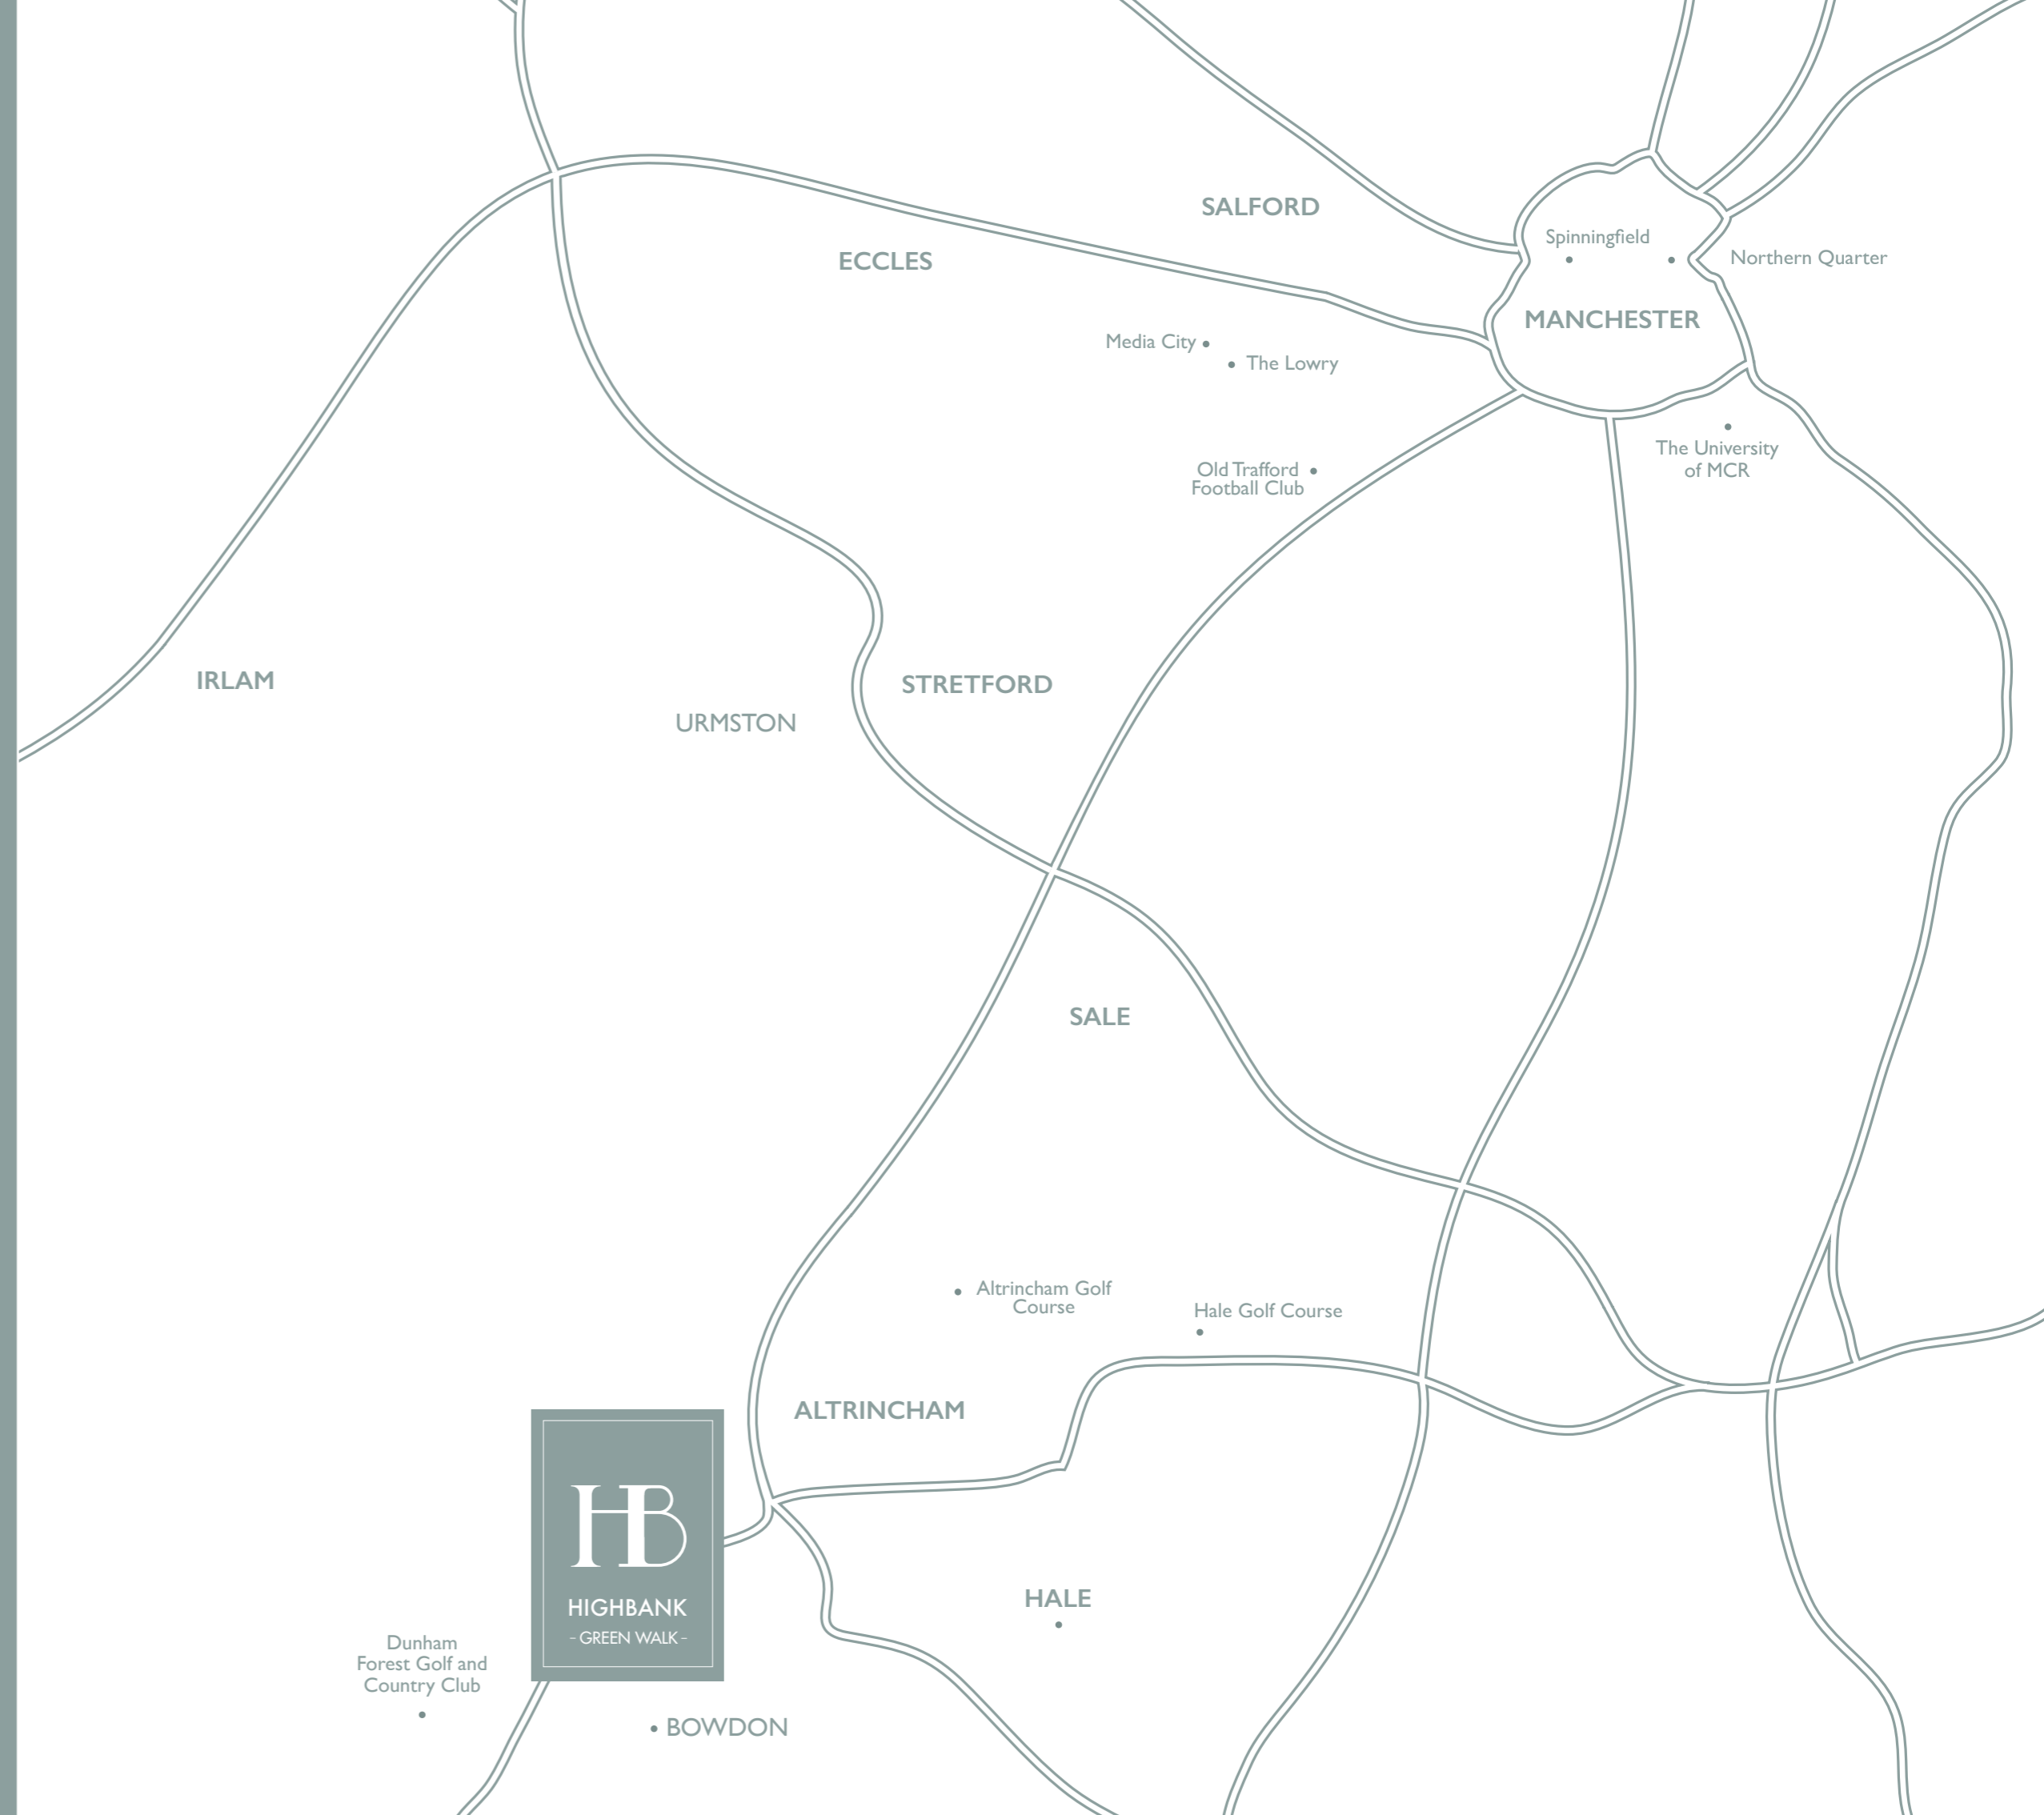 SALFORD
Spinningfield
ECCLES
Northern Quarter
MANCHESTER
Media City
The Lowry
The University
of MCR
Old Trafford
Football Club
IRLAM
STRETFORD
URMSTON
SALE
Altrincham Golf
Course
Hale Golf Course
ALTRINCHAM
HB
HIGHBANK
- GREEN WALK -
HALE
Dunham
Forest Golf and
Country Club
BOWDON